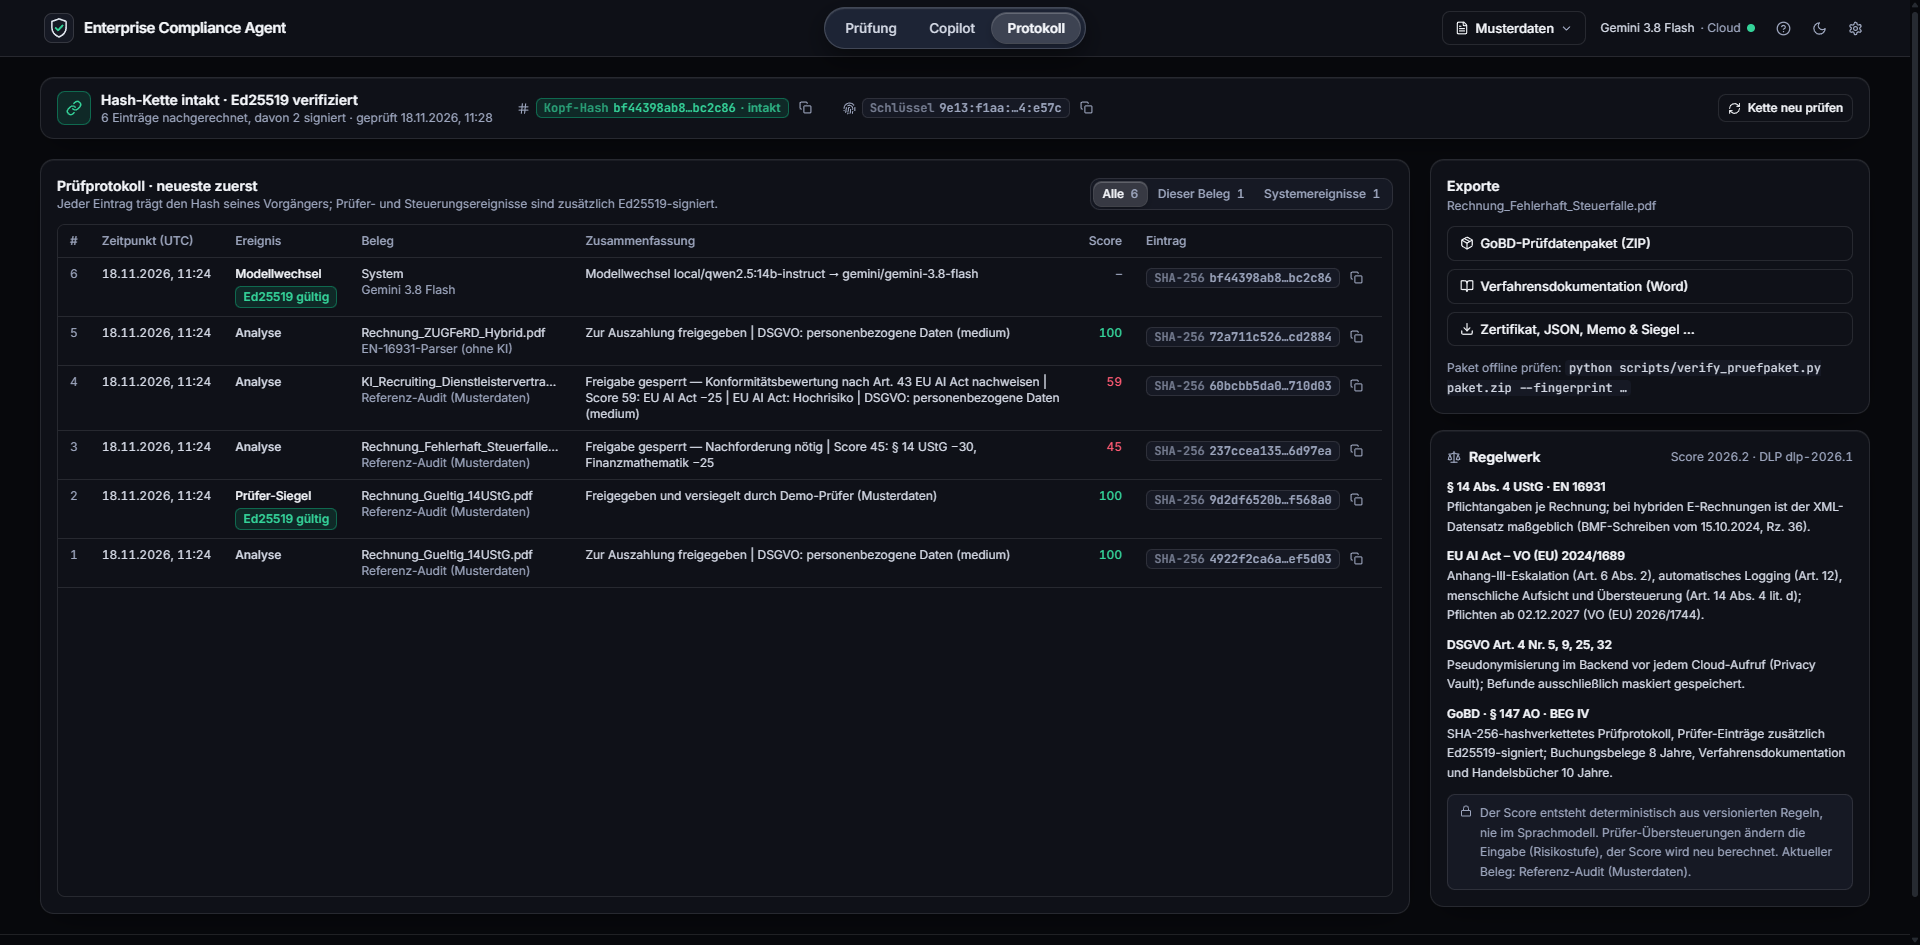 Enterprise Compliance Agent
Prüfung
Copilot
Protokoll
Musterdaten
Gemini 3.8 Flash · Cloud
Hash-Kette intakt · Ed25519 verifiziert
6 Einträge nachgerechnet, davon 2 signiert · geprüft 18.11.2026, 11:28
# Kopf-Hash bf44398ab8…bc2c86 · intakt
Schlüssel 9e13:f1aa:…4:e57c
Kette neu prüfen
Prüfprotokoll · neueste zuerst
Jeder Eintrag trägt den Hash seines Vorgängers; Prüfer- und Steuerungsereignisse sind zusätzlich Ed25519-signiert.
Alle 6
Dieser Beleg 1
Systemereignisse 1
# Zeitpunkt (UTC) Ereignis Beleg Zusammenfassung Score Eintrag
6 18.11.2026, 11:24 Modellwechsel System Modellwechsel local/qwen2.5:14b-instruct → gemini/gemini-3.8-flash – SHA-256 bf44398ab8…bc2c86
Ed25519 gültig Gemini 3.8 Flash
5 18.11.2026, 11:24 Analyse Rechnung_ZUGFeRD_Hybrid.pdf Zur Auszahlung freigegeben | DSGVO: personenbezogene Daten (medium) 100 SHA-256 72a711c526…cd2884
EN-16931-Parser (ohne KI)
4 18.11.2026, 11:24 Analyse KI_Recruiting_Dienstleistervertra… Freigabe gesperrt — Konformitätsbewertung nach Art. 43 EU AI Act nachweisen | 59 SHA-256 60bcbb5da0…710d03
Referenz-Audit (Musterdaten) Score 59: EU AI Act −25 | EU AI Act: Hochrisiko | DSGVO: personenbezogene Daten
(medium)
3 18.11.2026, 11:24 Analyse Rechnung_Fehlerhaft_Steuerfalle… Freigabe gesperrt — Nachforderung nötig | Score 45: § 14 UStG −30, 45 SHA-256 237ccea135…6d97ea
Referenz-Audit (Musterdaten) Finanzmathematik −25
2 18.11.2026, 11:24 Prüfer-Siegel Rechnung_Gueltig_14UStG.pdf Freigegeben und versiegelt durch Demo-Prüfer (Musterdaten) 100 SHA-256 9d2df6520b…f568a0
Ed25519 gültig Referenz-Audit (Musterdaten)
1 18.11.2026, 11:24 Analyse Rechnung_Gueltig_14UStG.pdf Zur Auszahlung freigegeben | DSGVO: personenbezogene Daten (medium) 100 SHA-256 4922f2ca6a…ef5d03
Referenz-Audit (Musterdaten)
Exporte
Rechnung_Fehlerhaft_Steuerfalle.pdf
GoBD-Prüfdatenpaket (ZIP)
Verfahrensdokumentation (Word)
Zertifikat, JSON, Memo & Siegel ...
Paket offline prüfen: python scripts/verify_pruefpaket.py
paket.zip --fingerprint …
Regelwerk
Score 2026.2 · DLP dlp-2026.1
§ 14 Abs. 4 UStG · EN 16931
Pflichtangaben je Rechnung; bei hybriden E-Rechnungen ist der XML-
Datensatz maßgeblich (BMF-Schreiben vom 15.10.2024, Rz. 36).
EU AI Act – VO (EU) 2024/1689
Anhang-III-Eskalation (Art. 6 Abs. 2), automatisches Logging (Art. 12),
menschliche Aufsicht und Übersteuerung (Art. 14 Abs. 4 lit. d);
Pflichten ab 02.12.2027 (VO (EU) 2026/1744).
DSGVO Art. 4 Nr. 5, 9, 25, 32
Pseudonymisierung im Backend vor jedem Cloud-Aufruf (Privacy
Vault); Befunde ausschließlich maskiert gespeichert.
GoBD · § 147 AO · BEG IV
SHA-256-hashverkettetes Prüfprotokoll, Prüfer-Einträge zusätzlich
Ed25519-signiert; Buchungsbelege 8 Jahre, Verfahrensdokumentation
und Handelsbücher 10 Jahre.
Der Score entsteht deterministisch aus versionierten Regeln,
nie im Sprachmodell. Prüfer-Übersteuerungen ändern die
Eingabe (Risikostufe), der Score wird neu berechnet. Aktueller
Beleg: Referenz-Audit (Musterdaten).